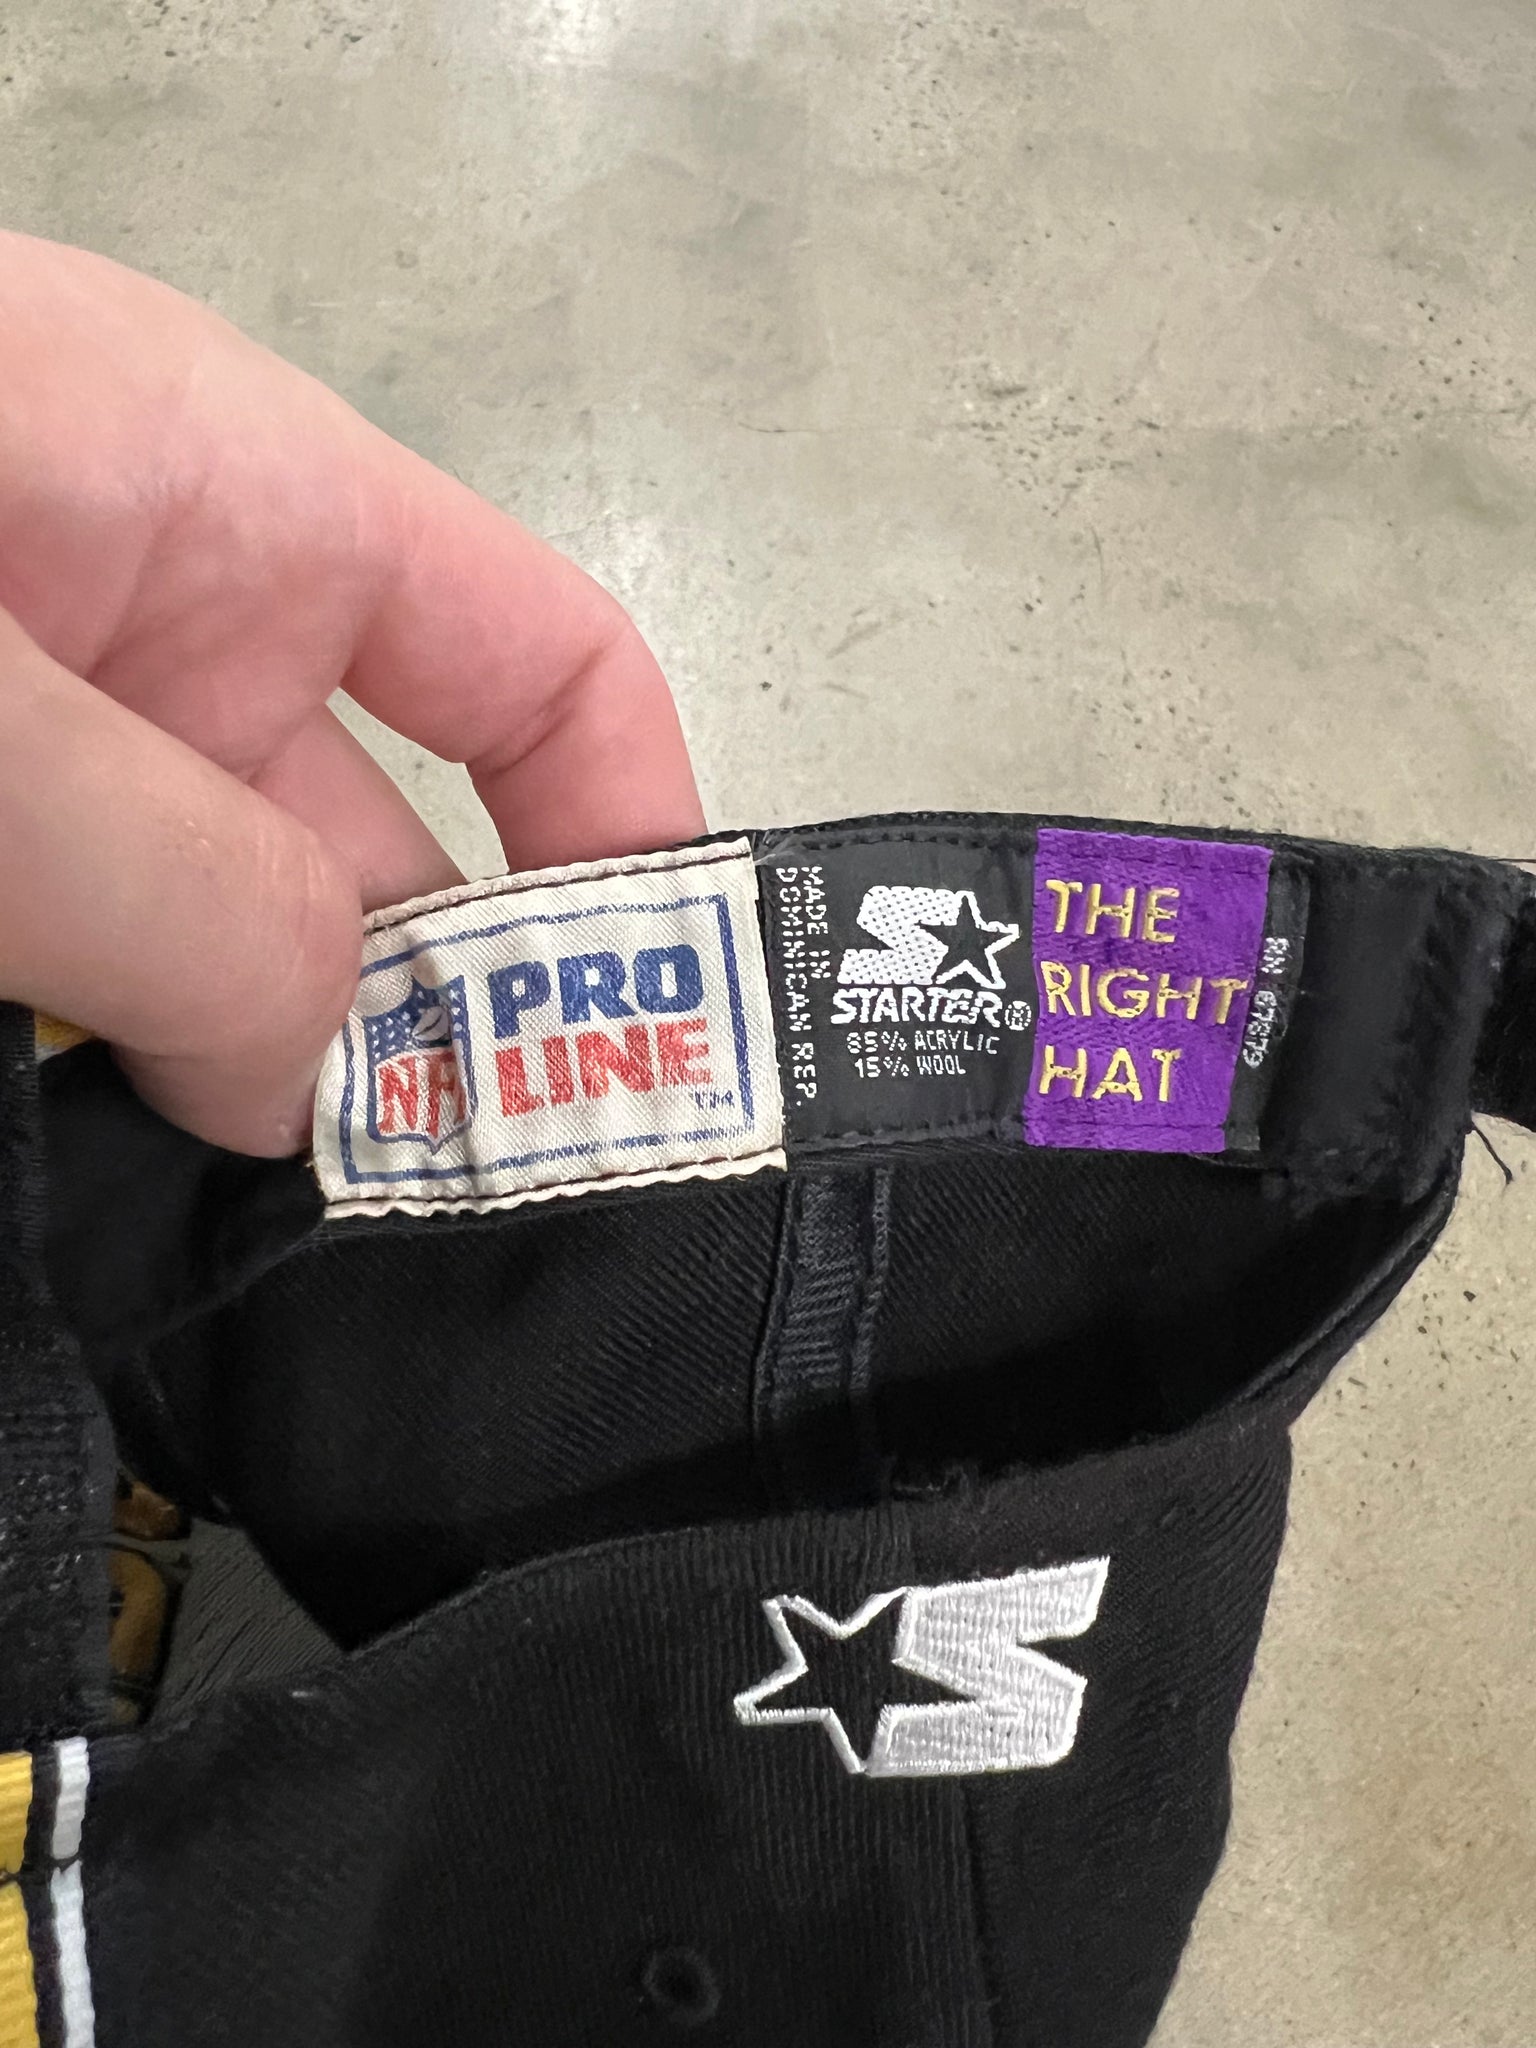 NFL
PRO
LINE
™
MADE IN
DOMINICAN REP.
STARTER®
85% ACRYLIC
15% WOOL
THE
RIGHT
HAT